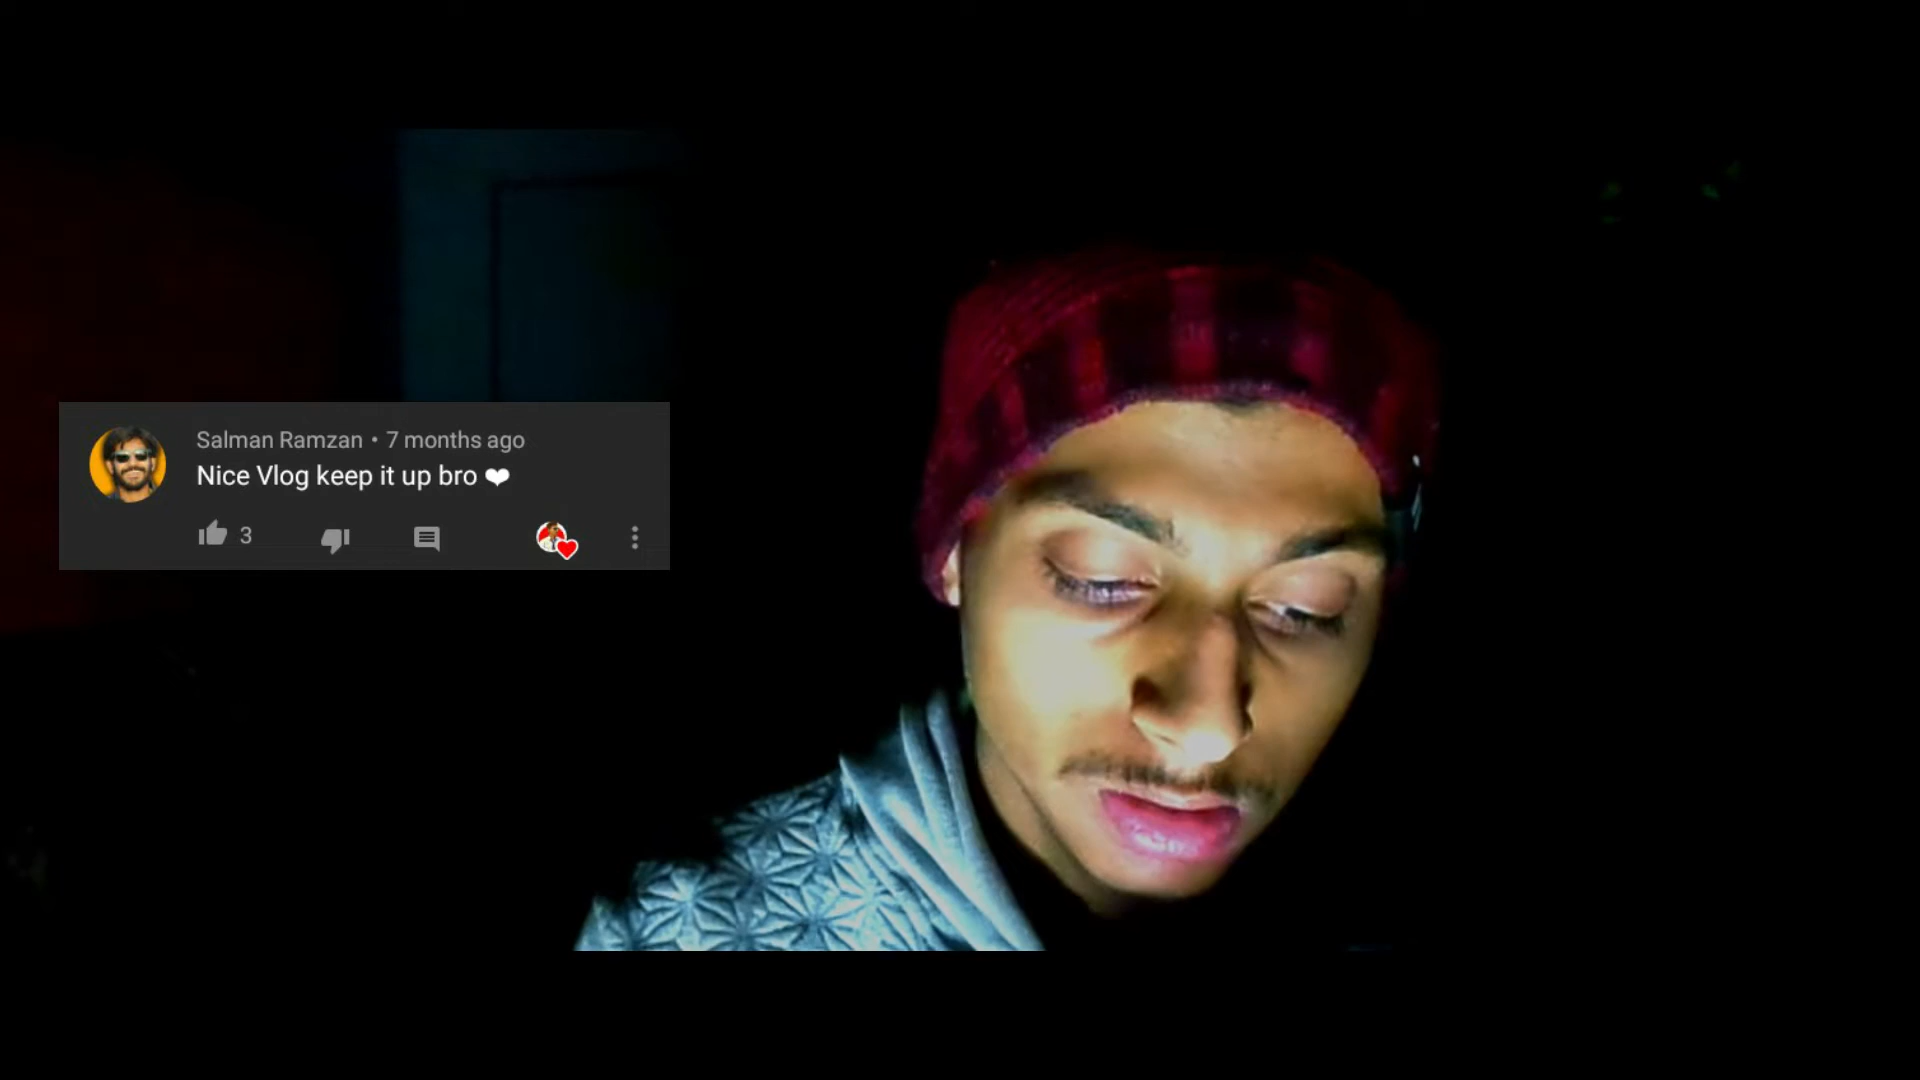 Salman Ramzan • 7 months ago
Nice Vlog keep it up bro ❤
3